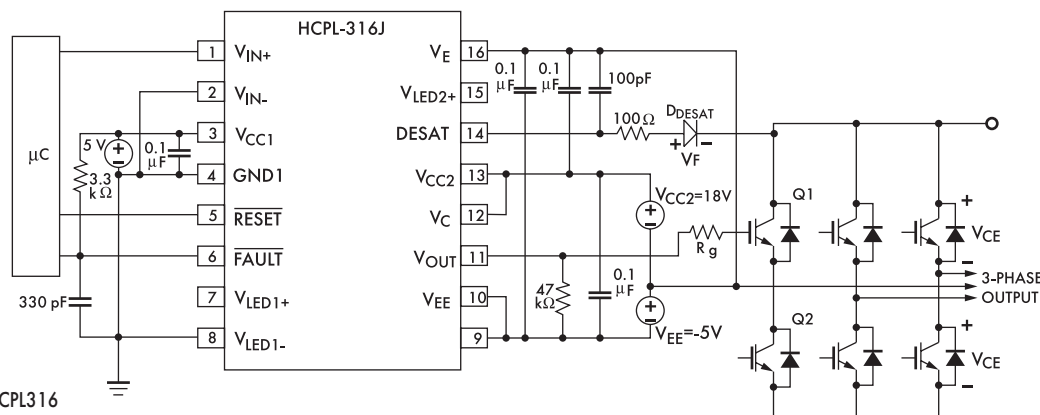 HCPL-316J
μC
1 VIN+
2 VIN-
3 VCC1
4 GND1
5 RESET
6 FAULT
7 VLED1+
8 VLED1-
VE 16
VLED2+ 15
DESAT 14
VCC2 13
VC 12
VOUT 11
VEE 10
9
5 V
0.1 μF
3.3 kΩ
330 pF
0.1 μF
0.1 μF
100pF
100Ω
DDESAT
+ -
VF
+
-
VCC2=18V
Rg
47 kΩ
0.1 μF
+
-
VEE=-5V
Q1
Q2
+
VCE
-
3-PHASE
OUTPUT
+
VCE
-
+
-
CPL316